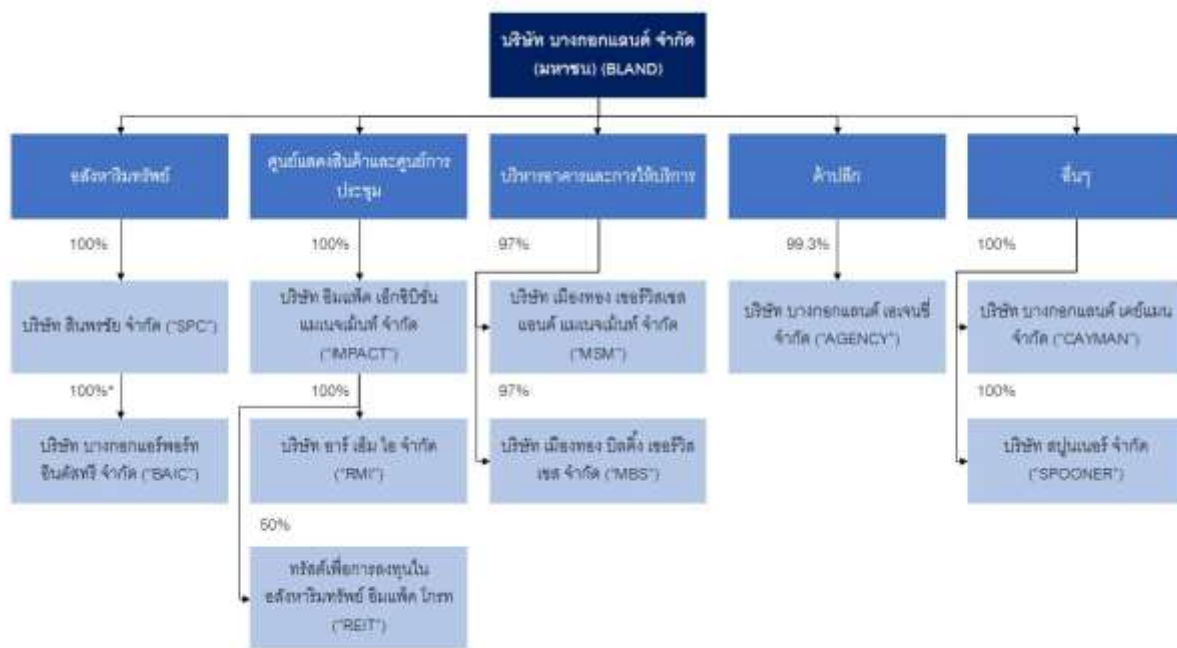 บริษัท บางกอกแลนด์ จำกัด
(มหาชน) (BLAND)
อสังหาริมทรัพย์
ศูนย์แสดงสินค้าและศูนย์การ
ประชุม
บริหารอาคารและการให้บริการ
ค้าปลีก
อื่นๆ
100%
100%
97%
99.3%
100%
บริษัท สินพรชัย จำกัด ("SPC")
บริษัท อิมแพ็ค เอ็กซิบิชั่น
แมเนจเม้นท์ จำกัด
("IMPACT")
บริษัท เมืองทอง เซอร์วิสเซส
แอนด์ แมเนจเม้นท์ จำกัด
("MSM")
บริษัท บางกอกแลนด์ เอเจนซี่
จำกัด ("AGENCY")
บริษัท บางกอกแลนด์ เคย์แมน
จำกัด ("CAYMAN")
100%*
100%
97%
100%
บริษัท บางกอกแอร์พอร์ท
อินดัสทรี จำกัด ("BAIC")
บริษัท อาร์ เอ็ม ไอ จำกัด
("RMI")
บริษัท เมืองทอง บิลดิ้ง เซอร์วิส
เซส จำกัด ("MBS")
บริษัท สปูนเนอร์ จำกัด
("SPOONER")
50%
ทรัสต์เพื่อการลงทุนใน
อสังหาริมทรัพย์ อิมแพ็ค โกรท
("REIT")